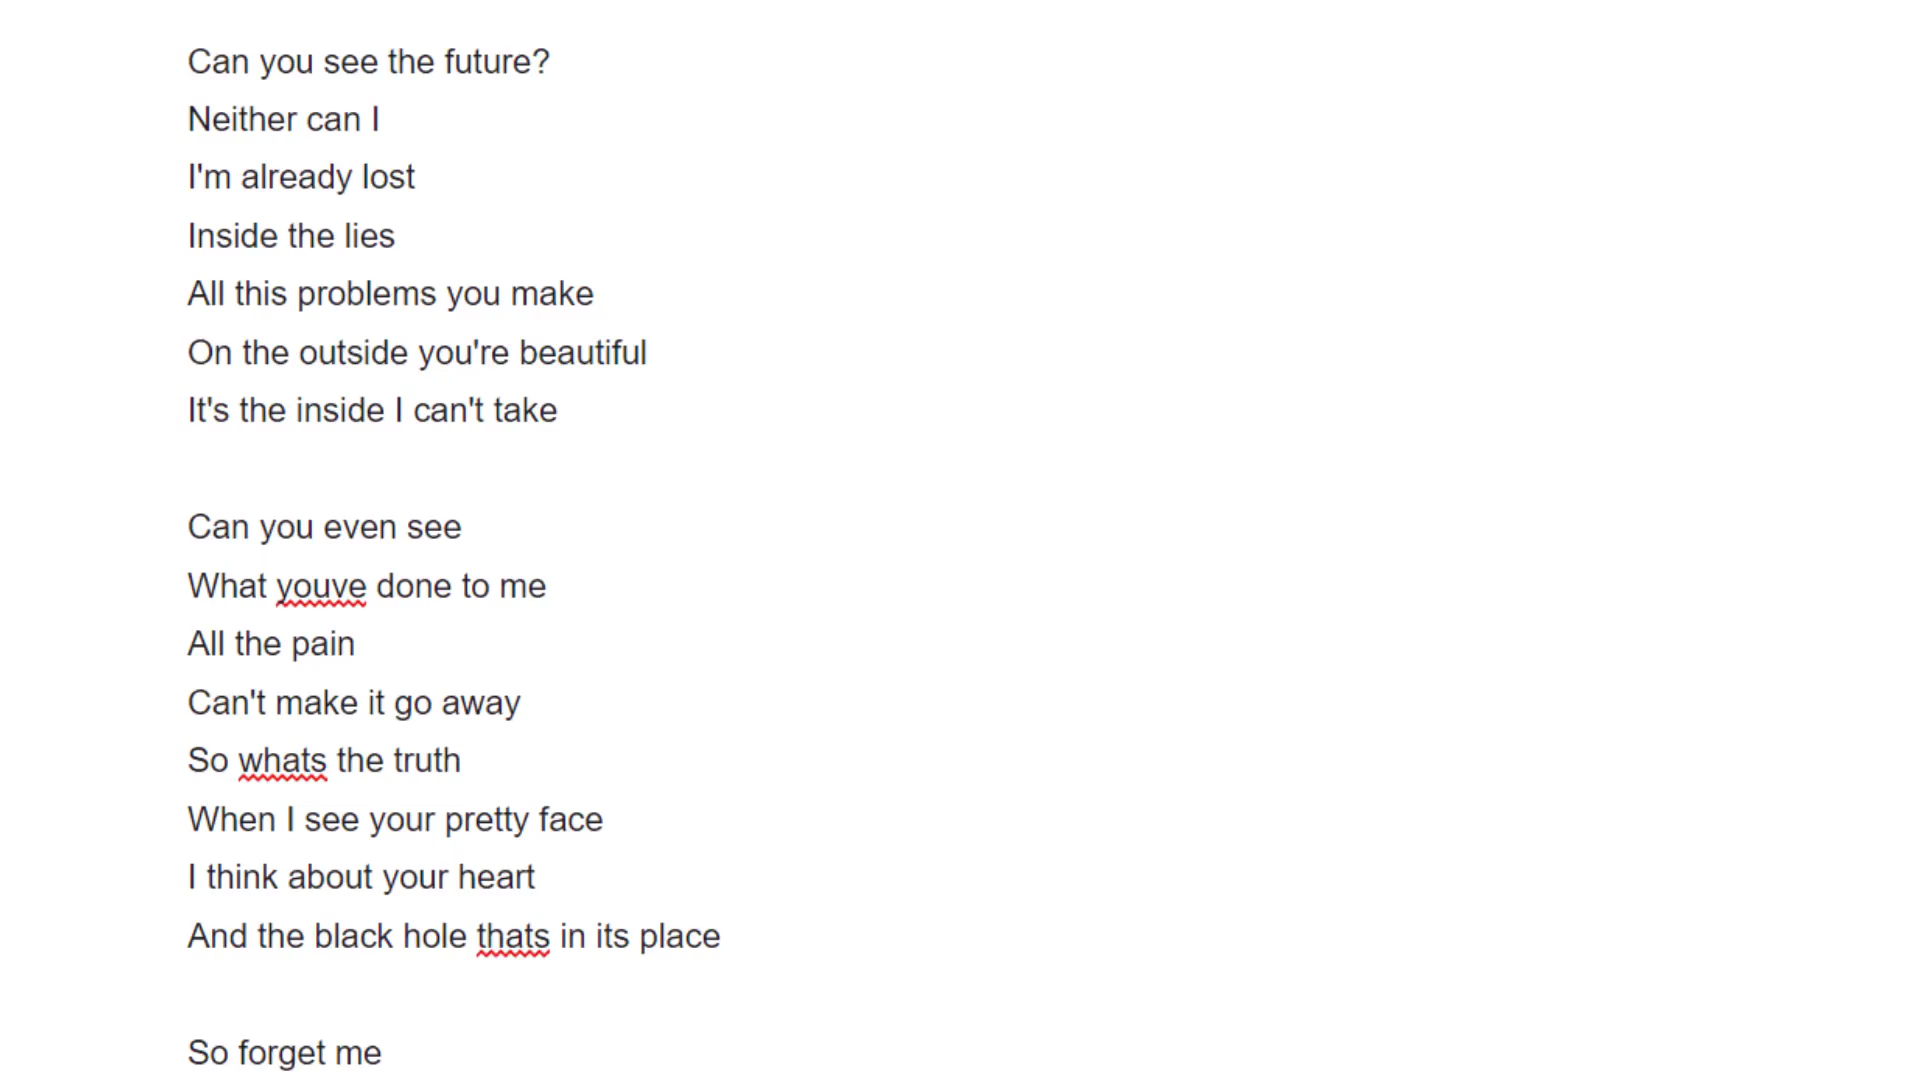 Can you see the future?
Neither can I
I'm already lost
Inside the lies
All this problems you make
On the outside you're beautiful
It's the inside I can't take
Can you even see
What youve done to me
All the pain
Can't make it go away
So whats the truth
When I see your pretty face
I think about your heart
And the black hole thats in its place
So forget me